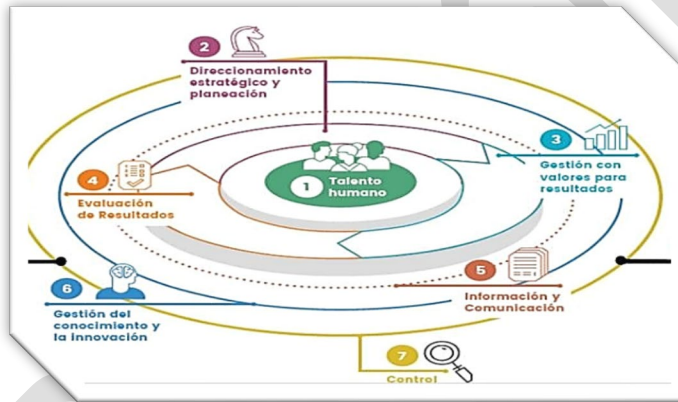 2
Direccionamiento
estratégico y
planeación
3
Gestión con
valores para
resultados
1
Talento
humano
4
Evaluación
de Resultados
5
Información y
Comunicación
6
Gestión del
conocimiento y
la innovación
7
Control